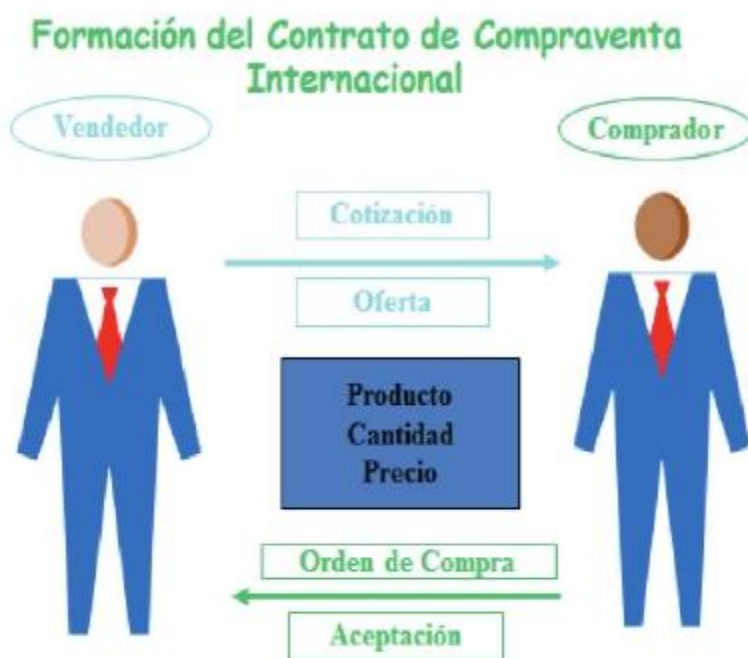 Formación del Contrato de Compraventa
Internacional
Vendedor
Comprador
Cotización
Oferta
Producto
Cantidad
Precio
Orden de Compra
Aceptación